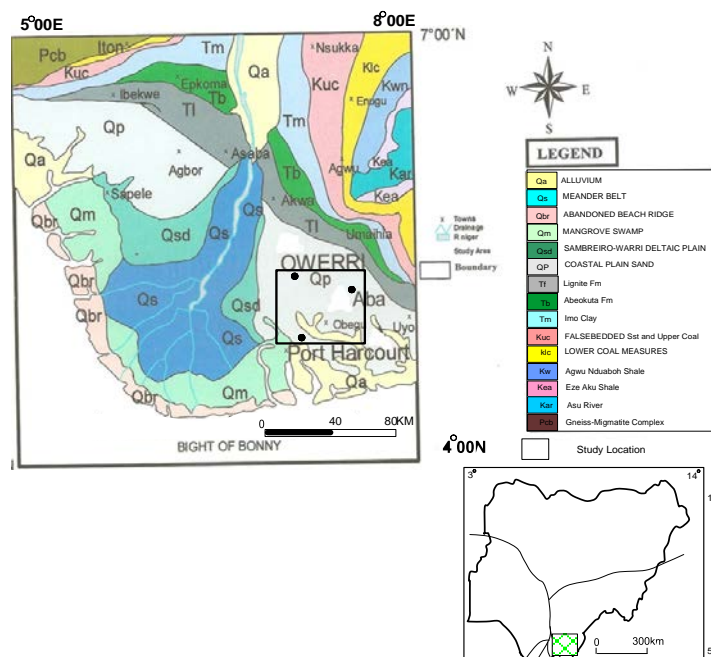 5°00E
8°00E
7°00´N
Pcb
Iton
Kuc
Tm
Qa
Nsukka
Klc
Kuc
Kwn
Enugu
Epkoma
Tb
Ibekwe
Tl
Tm
Qp
Qa
Agbor
Asaba
Tb
Agwu
Kea
Kar
Kea
Sapele
Qs
Akwa
Qbr
Qm
Qsd
Qs
Tl
Umaihia
OWERRI
Qp
Aba
Qbr
Qs
Qsd
Qbr
Obegu
Uyo
Qs
Port Harcourt
Qm
Qa
Qbr
0 40 80KM
BIGHT OF BONNY
4°00N
N
W E
S
x Towns
Drainage
R niger
Study Area
Boundary
LEGEND
Qa ALLUVIUM
Qs MEANDER BELT
Qbr ABANDONED BEACH RIDGE
Qm MANGROVE SWAMP
Qsd SAMBREIRO-WARRI DELTAIC PLAIN
QP COASTAL PLAIN SAND
Tf Lignite Fm
Tb Abeokuta Fm
Tm Imo Clay
Kuc FALSEBEDDED Sst and Upper Coal
klc LOWER COAL MEASURES
Kw Agwu Nduaboh Shale
Kea Eze Aku Shale
Kar Asu River
Pcb Gneiss-Migmatite Complex
Study Location
3°
14°
1
5
0 300km